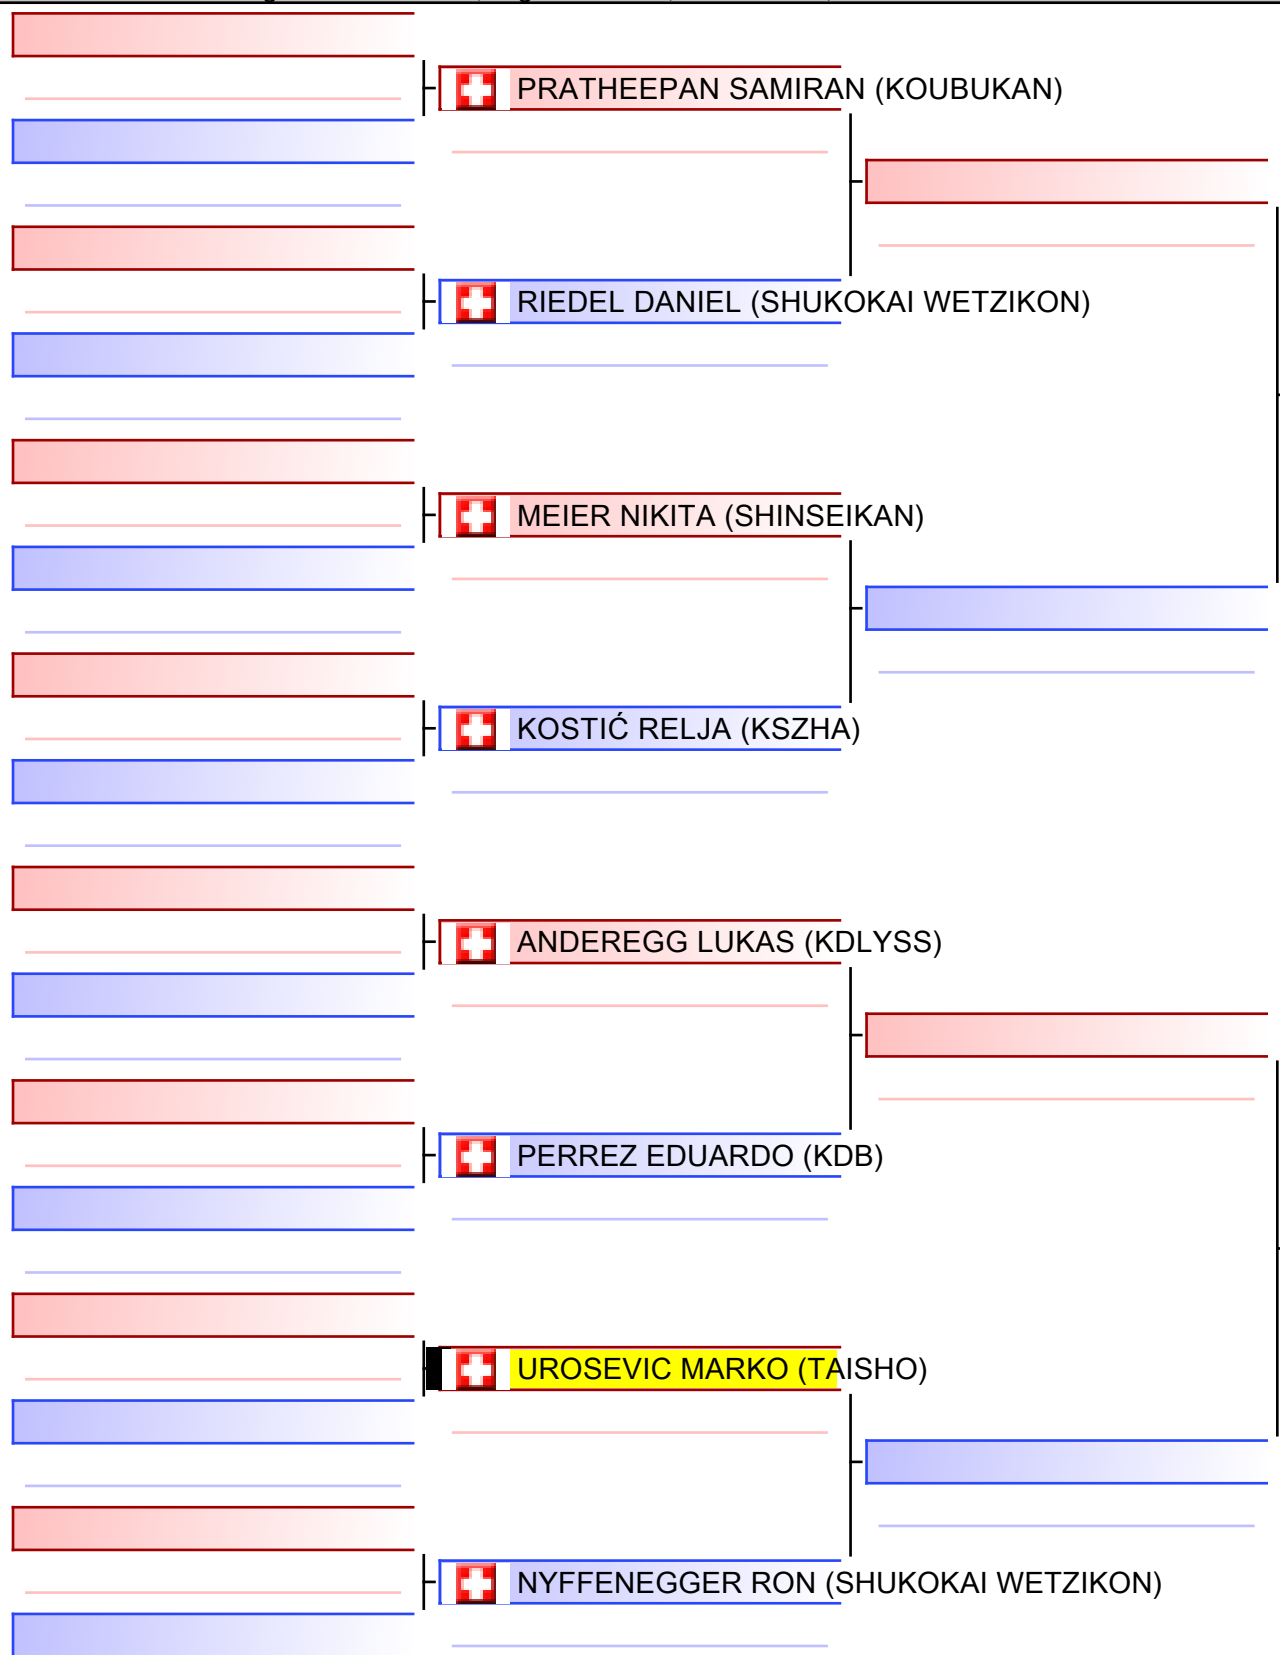 PRATHEEPAN SAMIRAN (KOUBUKAN)
RIEDEL DANIEL (SHUKOKAI WETZIKON)
MEIER NIKITA (SHINSEIKAN)
KOSTIĆ RELJA (KSZHA)
ANDEREGG LUKAS (KDLYSS)
PERREZ EDUARDO (KDB)
UROSEVIC MARKO (TAISHO)
NYFFENEGGER RON (SHUKOKAI WETZIKON)